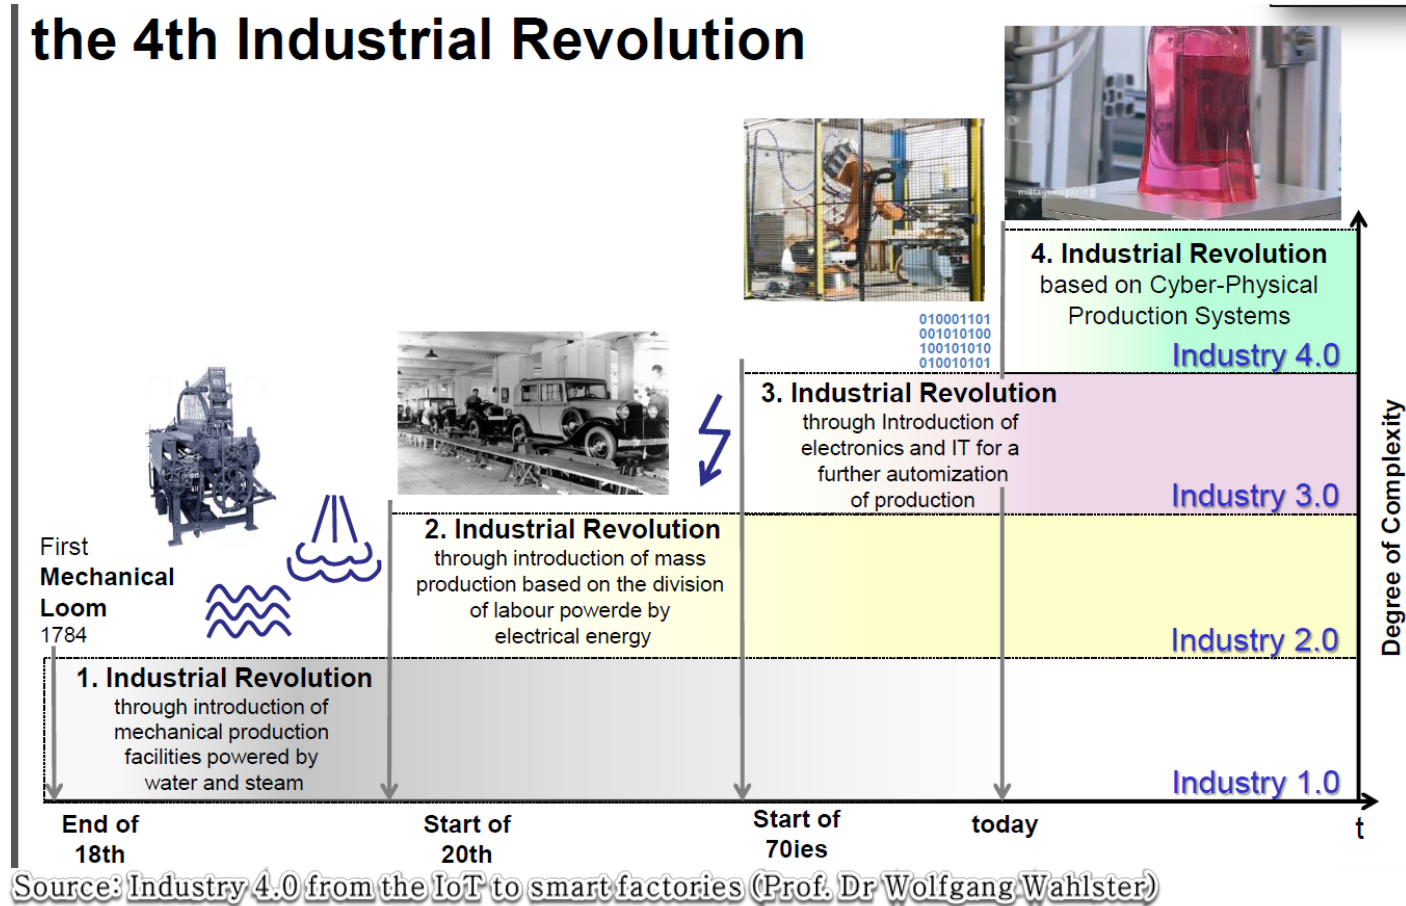 the 4th Industrial Revolution
mittagsmagazin
4. Industrial Revolution
based on Cyber-Physical
Production Systems
Industry 4.0
010001101
001010100
100101010
010010101
3. Industrial Revolution
through Introduction of
electronics and IT for a
further automization
of production
Industry 3.0
2. Industrial Revolution
through introduction of mass
production based on the division
of labour powerde by
electrical energy
Industry 2.0
First
Mechanical
Loom
1784
1. Industrial Revolution
through introduction of
mechanical production
facilities powered by
water and steam
Industry 1.0
Degree of Complexity
End of
18th
Start of
20th
Start of
70ies
today
t
Source: Industry 4.0 from the IoT to smart factories (Prof. Dr Wolfgang Wahlster)